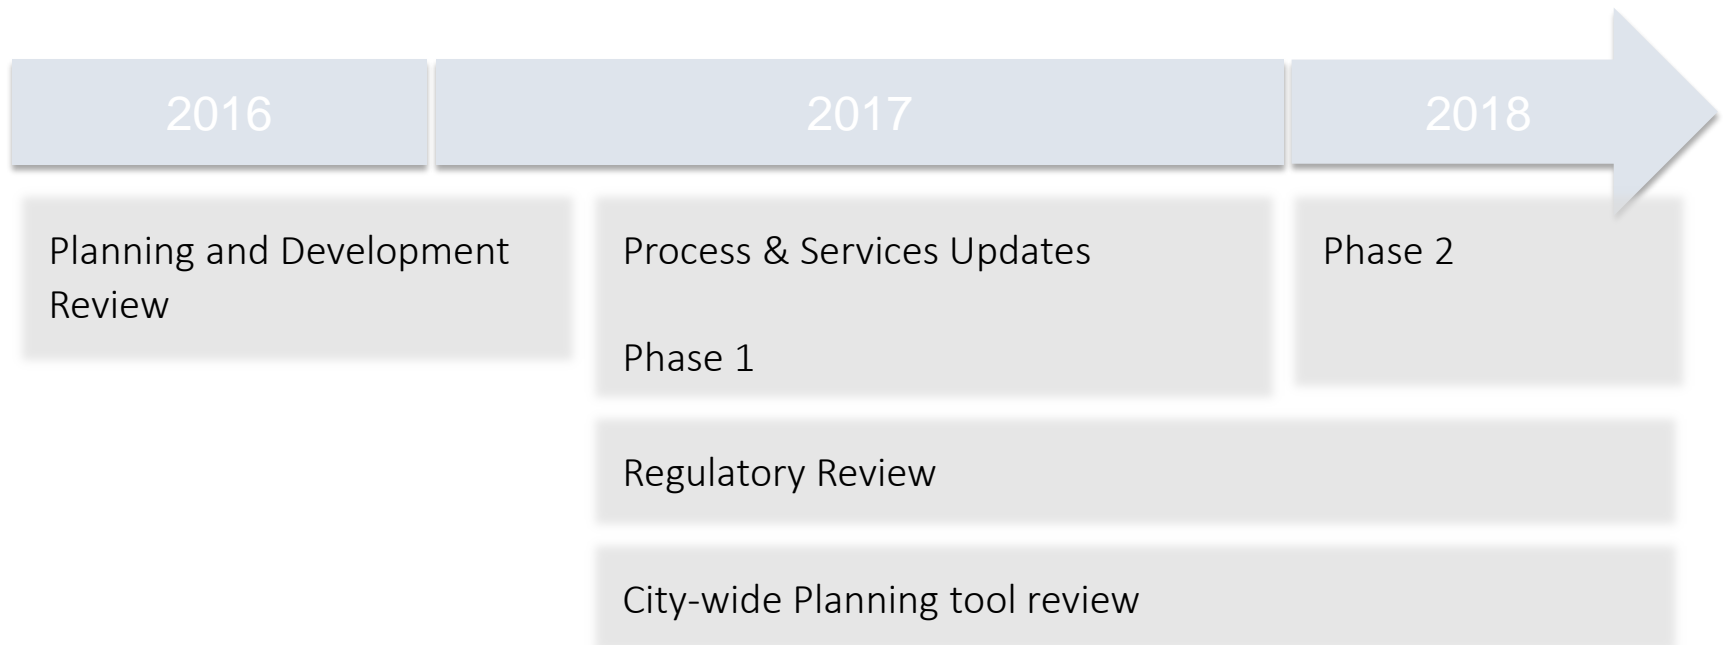 2016
2017
2018
Planning and Development
Review
Process & Services Updates
Phase 1
Phase 2
Regulatory Review
City-wide Planning tool review